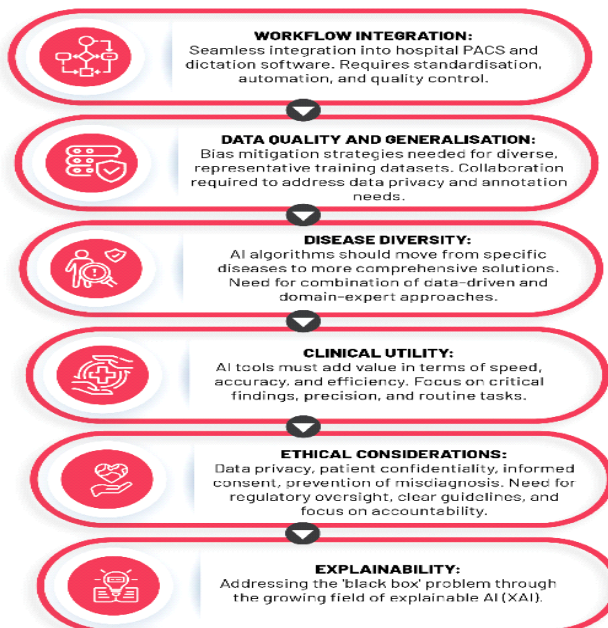 WORKFLOW INTEGRATION:
Seamless integration into hospital PACS and
dictation software. Requires standardisation,
automation, and quality control.
DATA QUALITY AND GENERALISATION:
Bias mitigation strategies needed for diverse,
representative training datasets. Collaboration
required to address data privacy and annotation
needs.
DISEASE DIVERSITY:
AI algorithms should move from specific
diseases to more comprehensive solutions.
Need for combination of data-driven and
domain-expert approaches.
CLINICAL UTILITY:
AI tools must add value in terms of speed,
accuracy, and efficiency. Focus on critical
findings, precision, and routine tasks.
ETHICAL CONSIDERATIONS:
Data privacy, patient confidentiality, informed
consent, prevention of misdiagnosis. Need for
regulatory oversight, clear guidelines, and
focus on accountability.
EXPLAINABILITY:
Addressing the 'black box' problem through
the growing field of explainable AI (XAI).